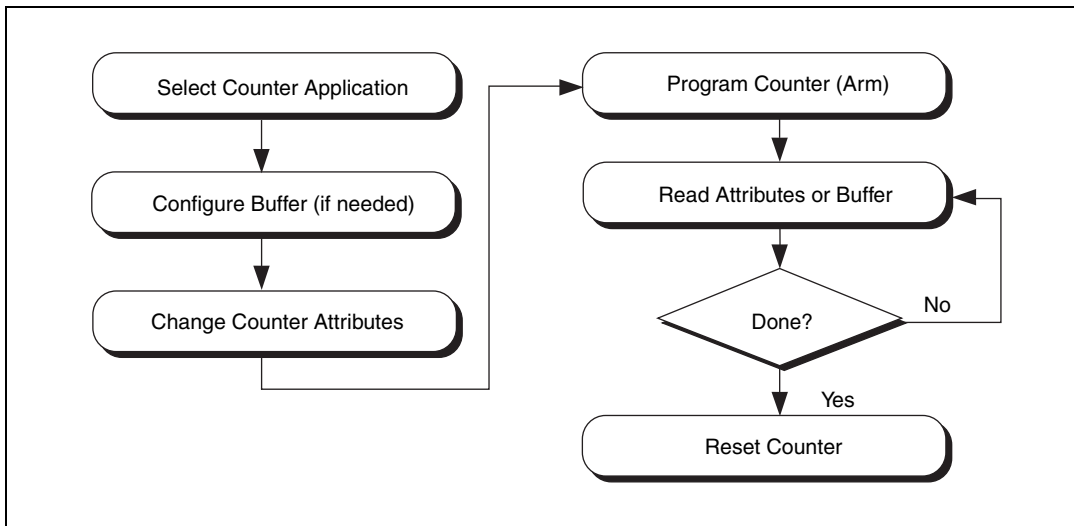 Select Counter Application
Configure Buffer (if needed)
Change Counter Attributes
Program Counter (Arm)
Read Attributes or Buffer
Done?
No
Yes
Reset Counter